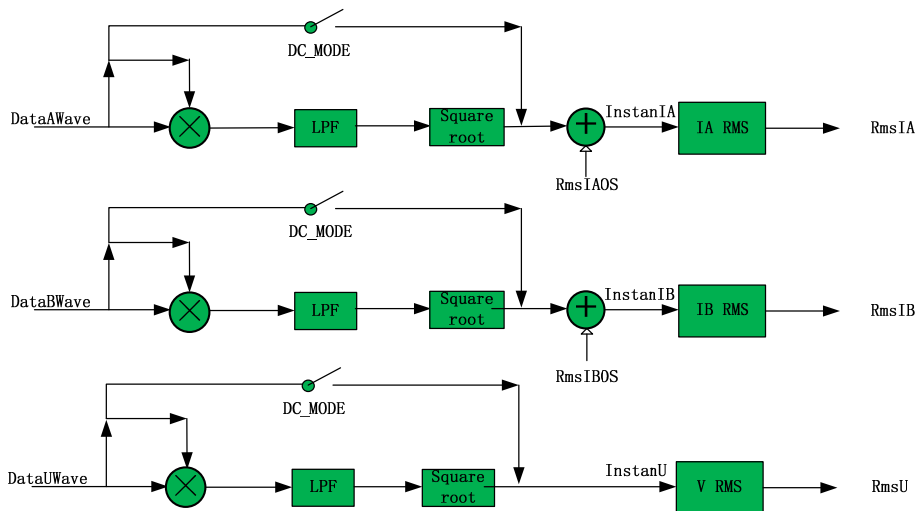 DC_MODE
DataAWave
LPF
Square
root
InstanIA
IA RMS
RmsIA
RmsIAOS
DC_MODE
DataBWave
LPF
Square
root
InstanIB
IB RMS
RmsIB
RmsIBOS
DC_MODE
DataUWave
LPF
Square
root
InstanU
V RMS
RmsU